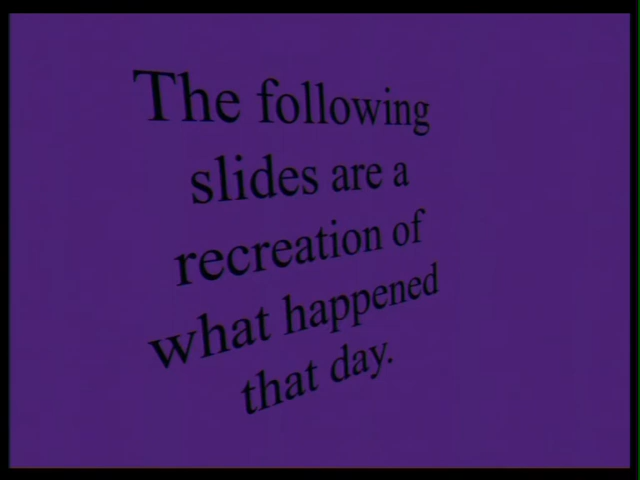 The following
slides are a
recreation of
what happened
that day.